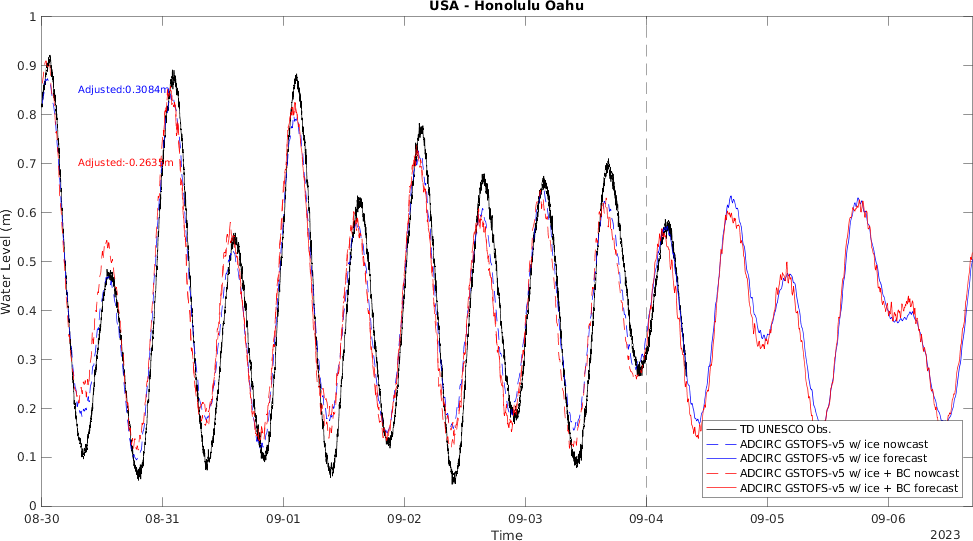 USA - Honolulu Oahu
1
0.9
0.8
0.7
0.6
0.5
0.4
0.3
0.2
0.1
0
Water Level (m)
Adjusted:0.3084m
TD UNESCO Obs.
ADCIRC GSTOFS-v5 w/ ice nowcast
ADCIRC GSTOFS-v5 w/ ice forecast
ADCIRC GSTOFS-v5 w/ ice + BC nowcast
ADCIRC GSTOFS-v5 w/ ice + BC forecast
08-30 08-31 09-01 09-02 09-03 09-04 09-05 09-06
Time
2023